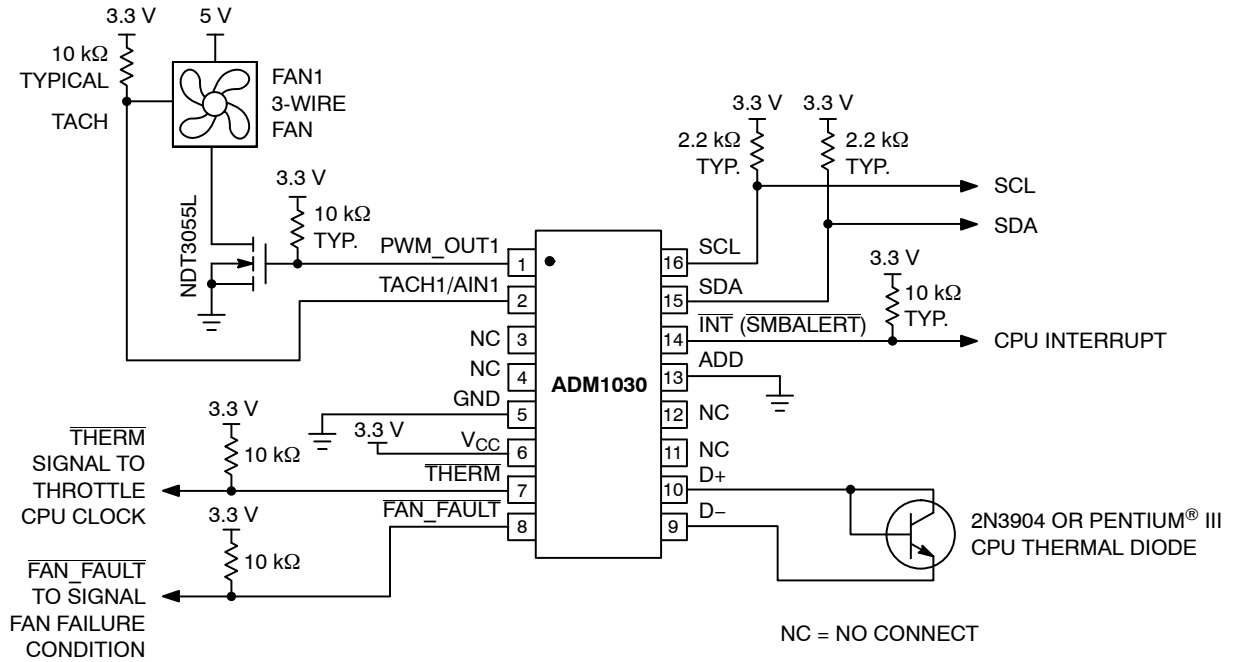 3.3 V
5 V
10 kΩ
TYPICAL
TACH
FAN1
3-WIRE
FAN
NDT3055L
3.3 V
10 kΩ
TYP.
3.3 V
3.3 V
2.2 kΩ
TYP.
2.2 kΩ
TYP.
SCL
SDA
3.3 V
10 kΩ
TYP.
CPU INTERRUPT
PWM_OUT1
TACH1/AIN1
NC
NC
GND
3.3 V
VCC
THERM
FAN_FAULT
1
2
3
4
5
6
7
8
ADM1030
16
15
14
13
12
11
10
9
SCL
SDA
INT (SMBALERT)
ADD
NC
NC
D+
D−
3.3 V
10 kΩ
THERM
SIGNAL TO
THROTTLE
CPU CLOCK
3.3 V
10 kΩ
FAN_FAULT
TO SIGNAL
FAN FAILURE
CONDITION
2N3904 OR PENTIUM® III
CPU THERMAL DIODE
NC = NO CONNECT